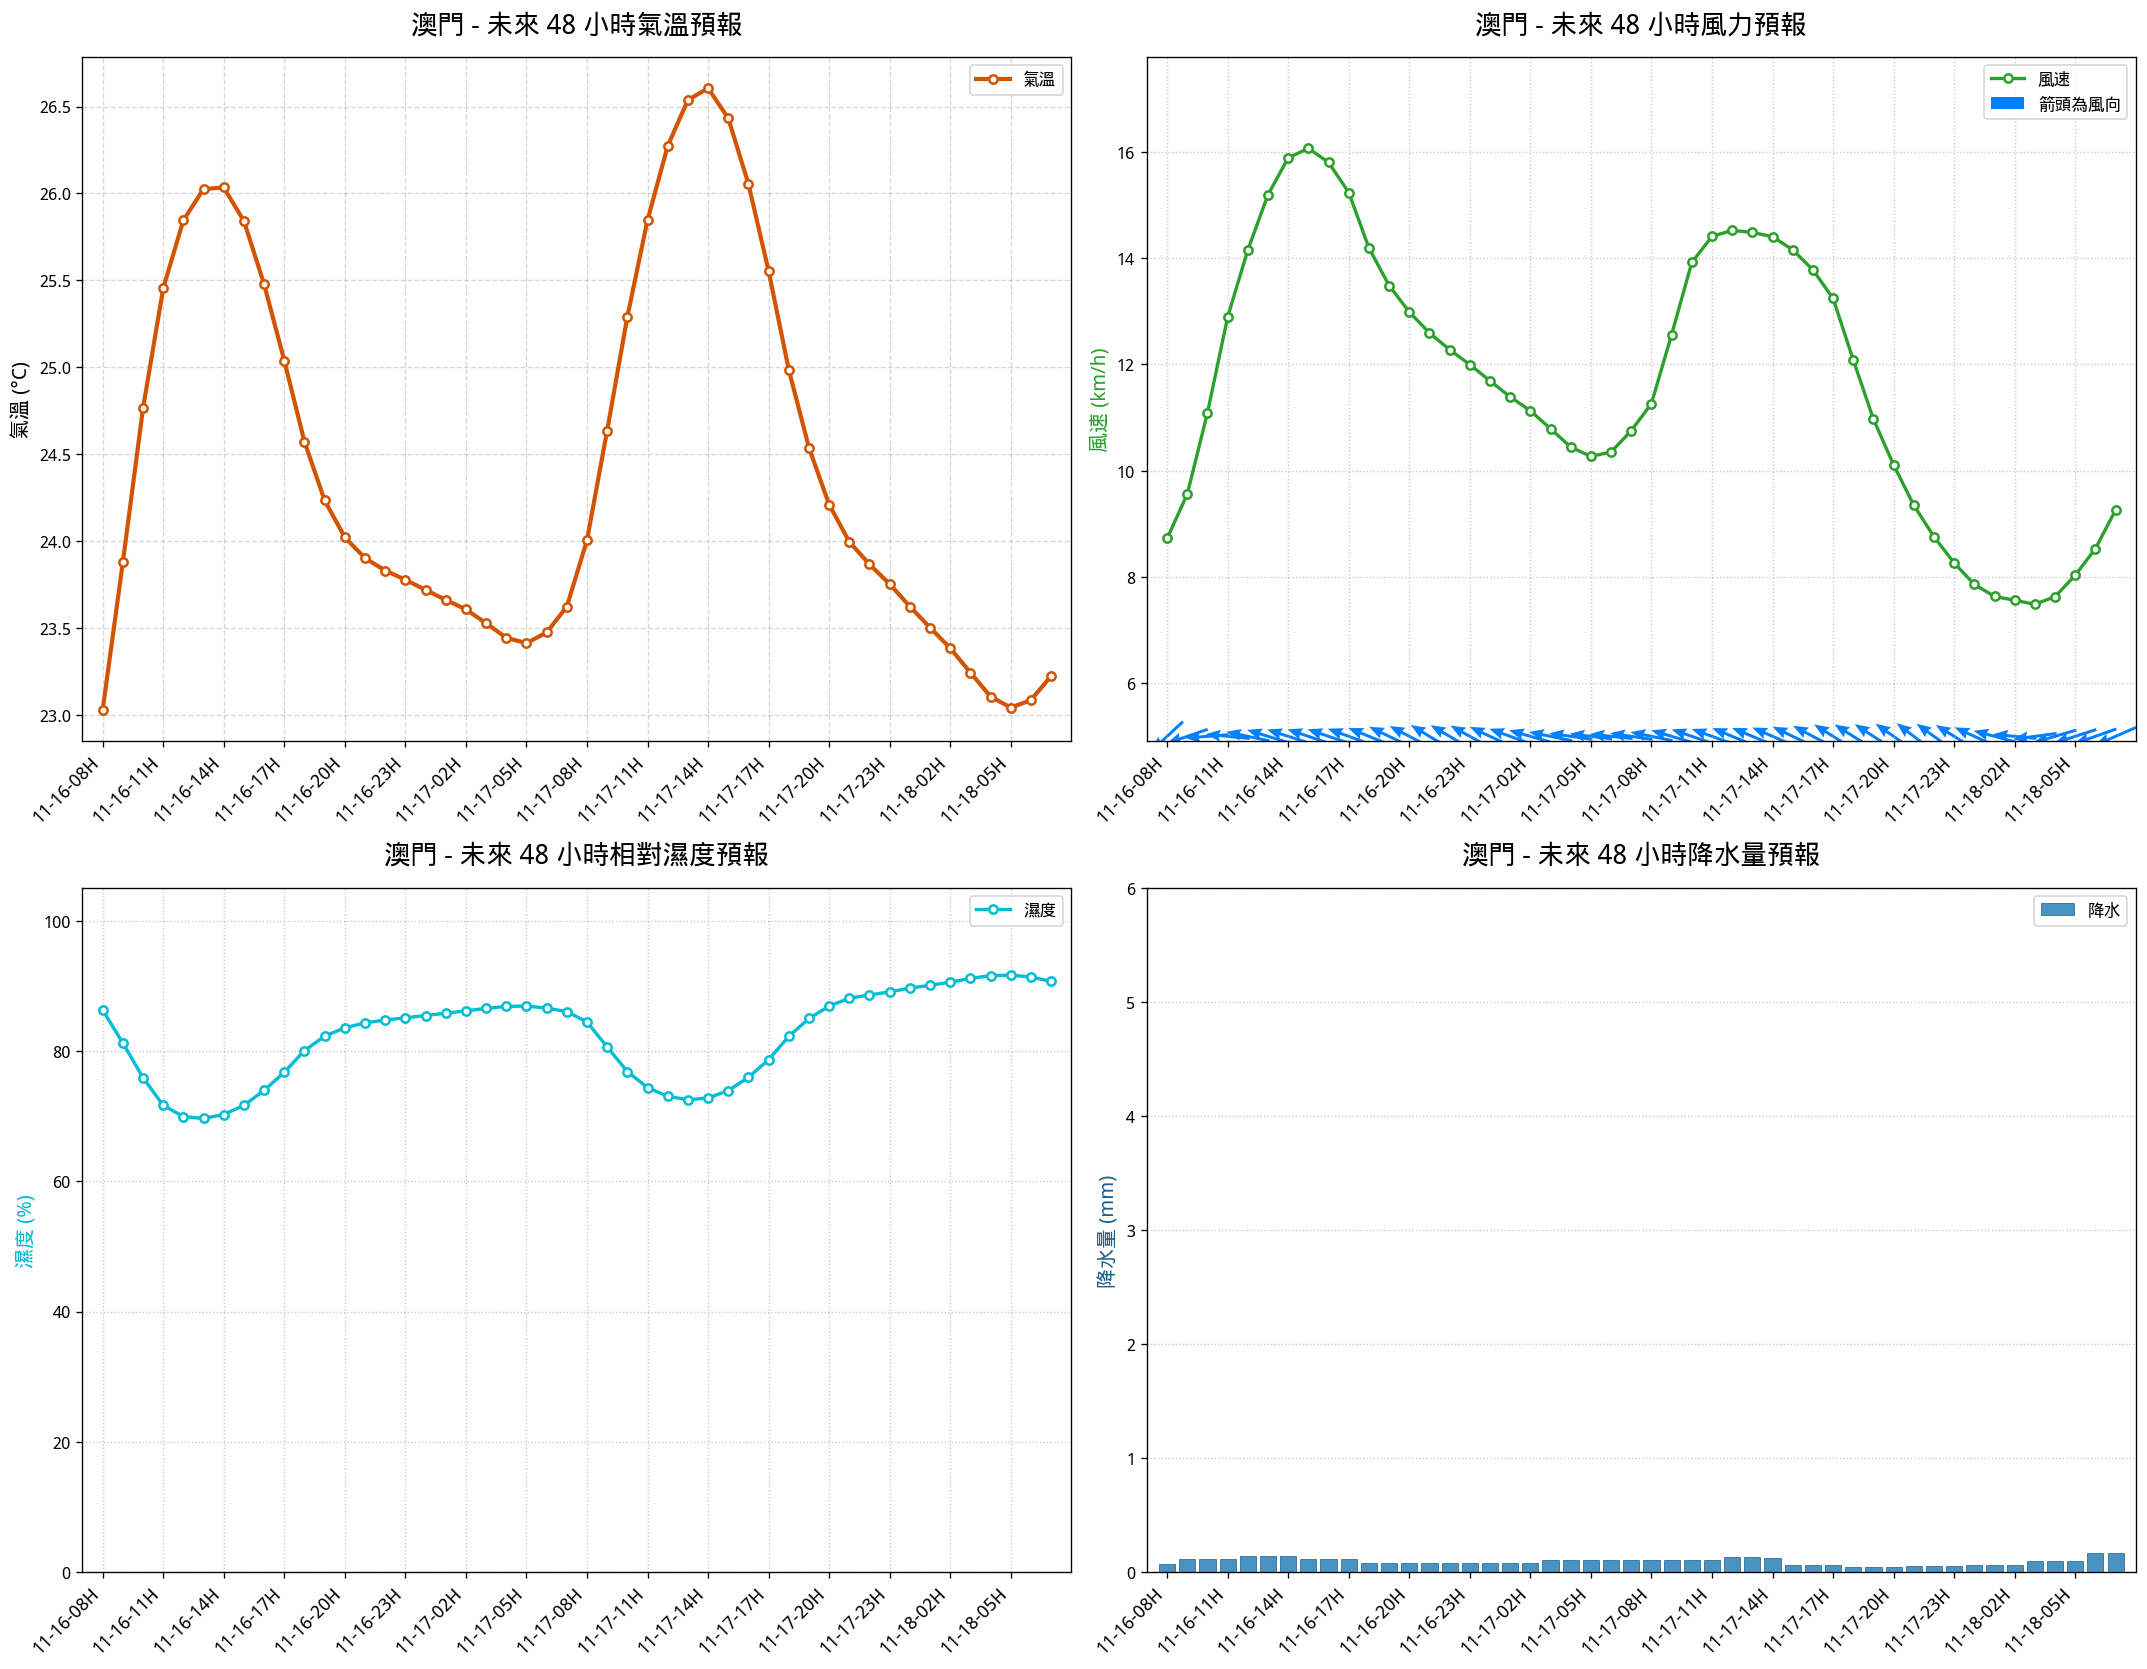 澳門 - 未來 48 小時氣溫預報
氣溫
氣溫 (°C)
26.5
26.0
25.5
25.0
24.5
24.0
23.5
23.0
11-16-08H
11-16-11H
11-16-14H
11-16-17H
11-16-20H
11-16-23H
11-17-02H
11-17-05H
11-17-08H
11-17-11H
11-17-14H
11-17-17H
11-17-20H
11-17-23H
11-18-02H
11-18-05H
澳門 - 未來 48 小時風力預報
風速
箭頭為風向
風速 (km/h)
16
14
12
10
8
6
11-16-08H
11-16-11H
11-16-14H
11-16-17H
11-16-20H
11-16-23H
11-17-02H
11-17-05H
11-17-08H
11-17-11H
11-17-14H
11-17-17H
11-17-20H
11-17-23H
11-18-02H
11-18-05H
澳門 - 未來 48 小時相對濕度預報
濕度
濕度 (%)
100
80
60
40
20
0
11-16-08H
11-16-11H
11-16-14H
11-16-17H
11-16-20H
11-16-23H
11-17-02H
11-17-05H
11-17-08H
11-17-11H
11-17-14H
11-17-17H
11-17-20H
11-17-23H
11-18-02H
11-18-05H
澳門 - 未來 48 小時降水量預報
降水
降水量 (mm)
6
5
4
3
2
1
0
11-16-08H
11-16-11H
11-16-14H
11-16-17H
11-16-20H
11-16-23H
11-17-02H
11-17-05H
11-17-08H
11-17-11H
11-17-14H
11-17-17H
11-17-20H
11-17-23H
11-18-02H
11-18-05H